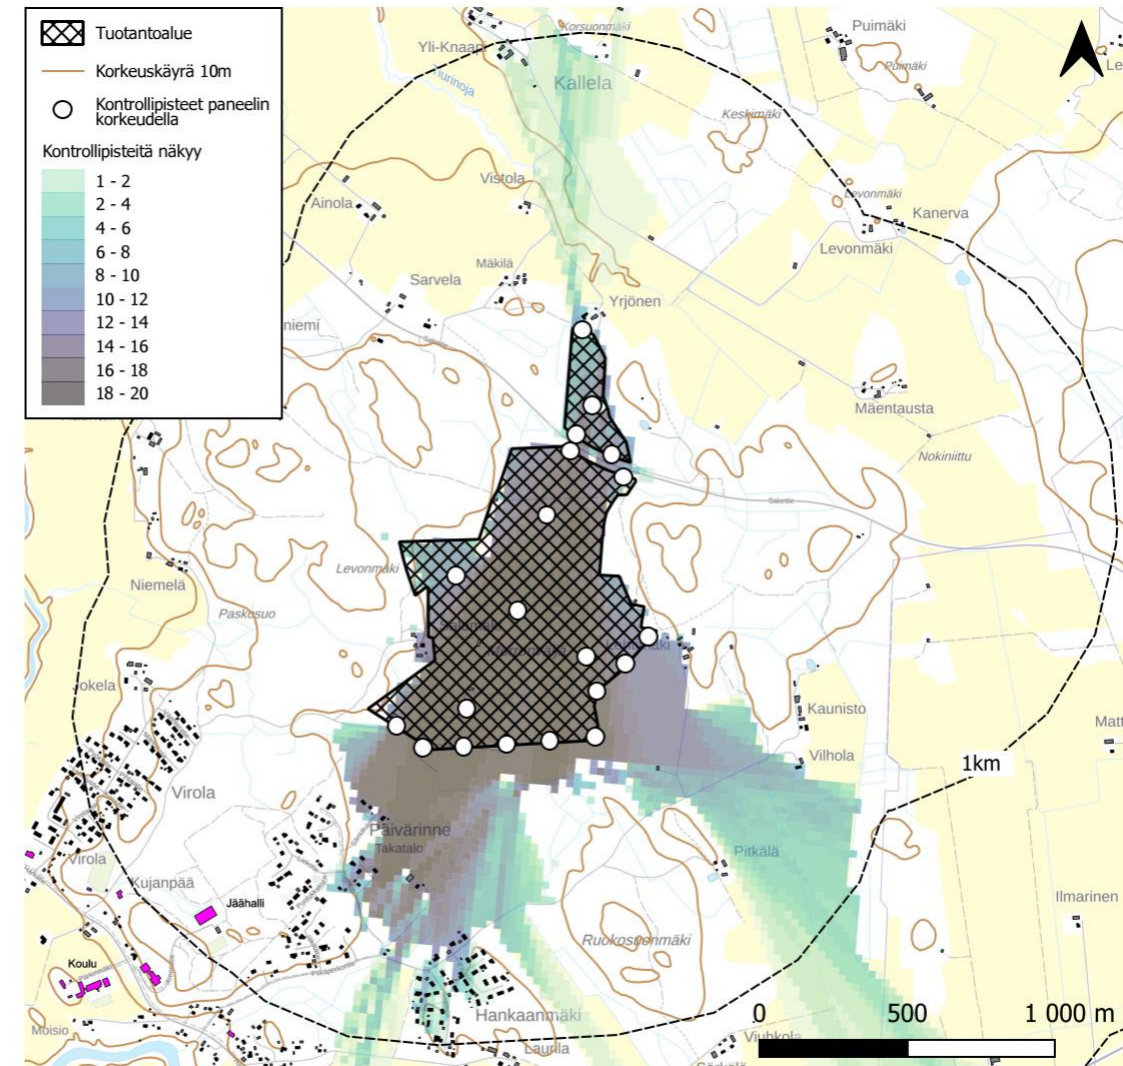 Tuotantoalue
Korkeuskäyrä 10m
Kontrollipisteet paneelin
korkeudella
Kontrollipisteitä näkyy
1 - 2
2 - 4
4 - 6
6 - 8
8 - 10
10 - 12
12 - 14
14 - 16
16 - 18
18 - 20
Korsuonmäki
Puimäki
Yli-Knaapi
Kallela
Puimäki
Keskimäki
Vistola
Ainola
Levonmäki
Kanerva
Levonmäki
Mäkilä
Sarvela
Yrjönen
niemi
Mäentausta
Nokiniittu
Levonmäki
Niemelä
Paskosuo
Jokela
Kaunisto
Matt
1km
Vilhola
Virola
Päivärinne
Takatalo
Pitkälä
Virola
Kujanpää
Jäähalli
Ilmarinen
Ruokosuonmäki
Koulu
Hankaanmäki
0 500 1 000 m
Moisio
Laurila